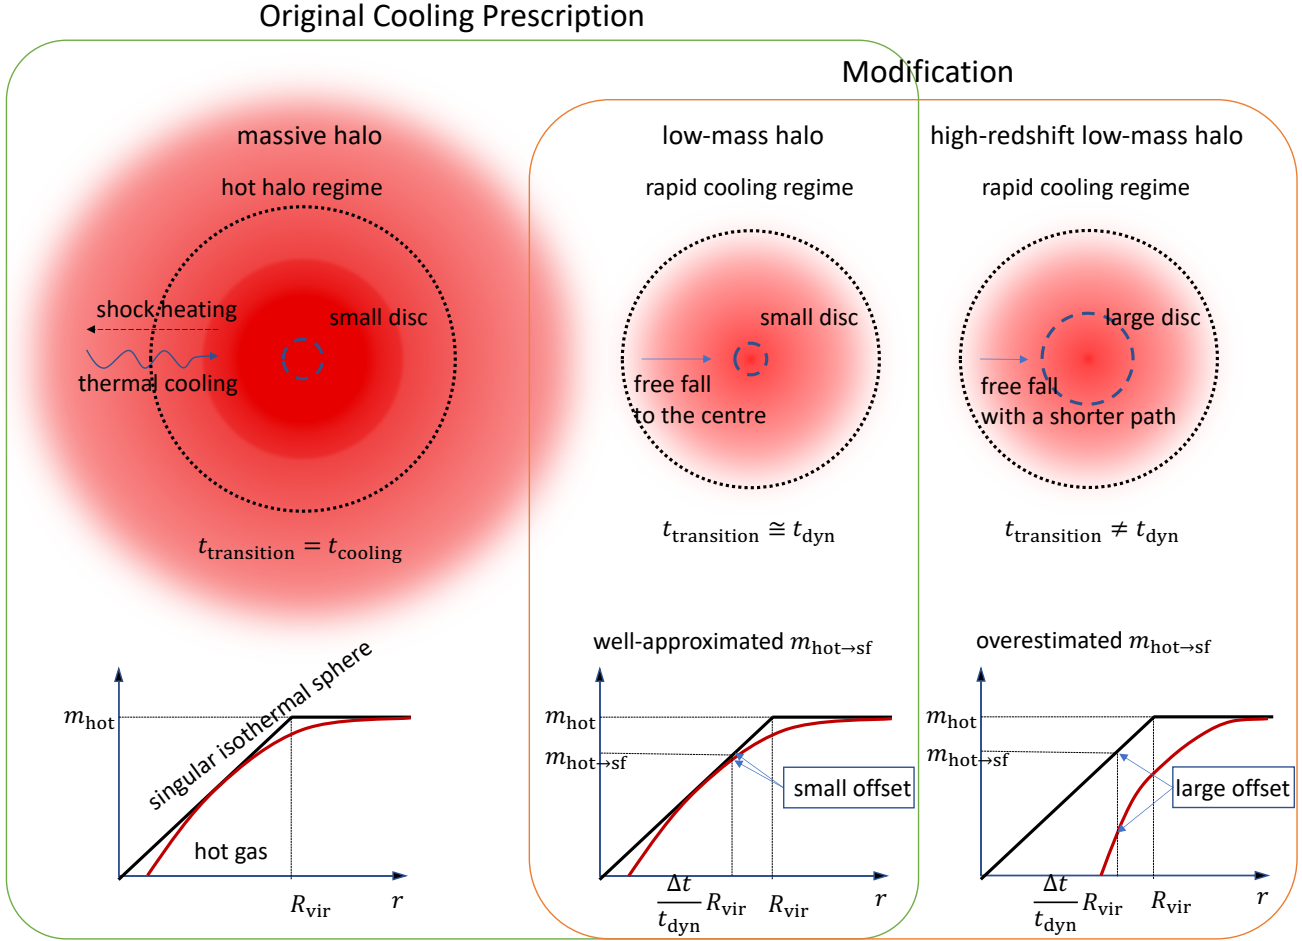 Original Cooling Prescription
Modification
massive halo
hot halo regime
shock heating
thermal cooling
small disc
t_transition = t_cooling
low-mass halo
rapid cooling regime
small disc
free fall
to the centre
t_transition ≅ t_dyn
high-redshift low-mass halo
rapid cooling regime
large disc
free fall
with a shorter path
t_transition ≠ t_dyn
m_hot
singular isothermal sphere
hot gas
R_vir
r
well-approximated m_hot→sf
m_hot
m_hot→sf
small offset
Δt/t_dyn R_vir
R_vir
r
overestimated m_hot→sf
m_hot
m_hot→sf
large offset
Δt/t_dyn R_vir
R_vir
r